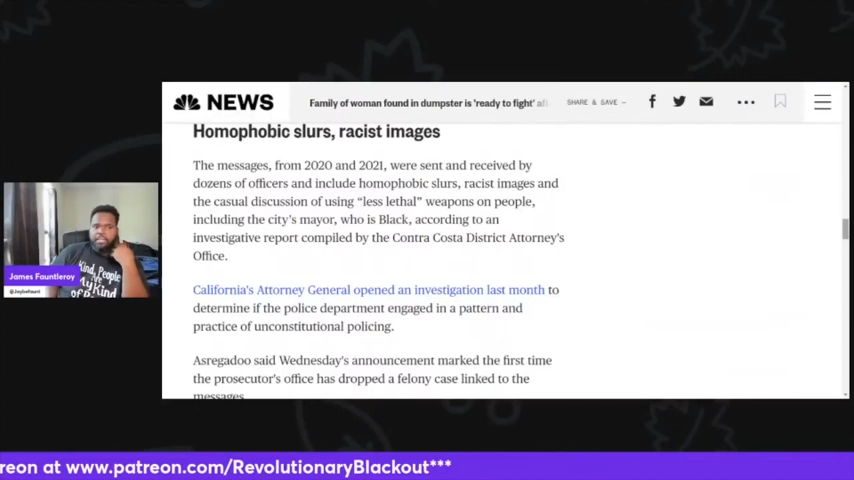 NEWS
Family of woman found in dumpster is 'ready to fight'
SHARE & SAVE –
Homophobic slurs, racist images
The messages, from 2020 and 2021, were sent and received by
dozens of officers and include homophobic slurs, racist images and
the casual discussion of using “less lethal” weapons on people,
including the city's mayor, who is Black, according to an
investigative report compiled by the Contra Costa District Attorney's
Office.
California's Attorney General opened an investigation last month to
determine if the police department engaged in a pattern and
practice of unconstitutional policing.
Asregadoo said Wednesday's announcement marked the first time
the prosecutor's office has dropped a felony case linked to the
messages.
Kind, People
Are
My Kind
James Fauntleroy
reon at www.patreon.com/RevolutionaryBlackout***